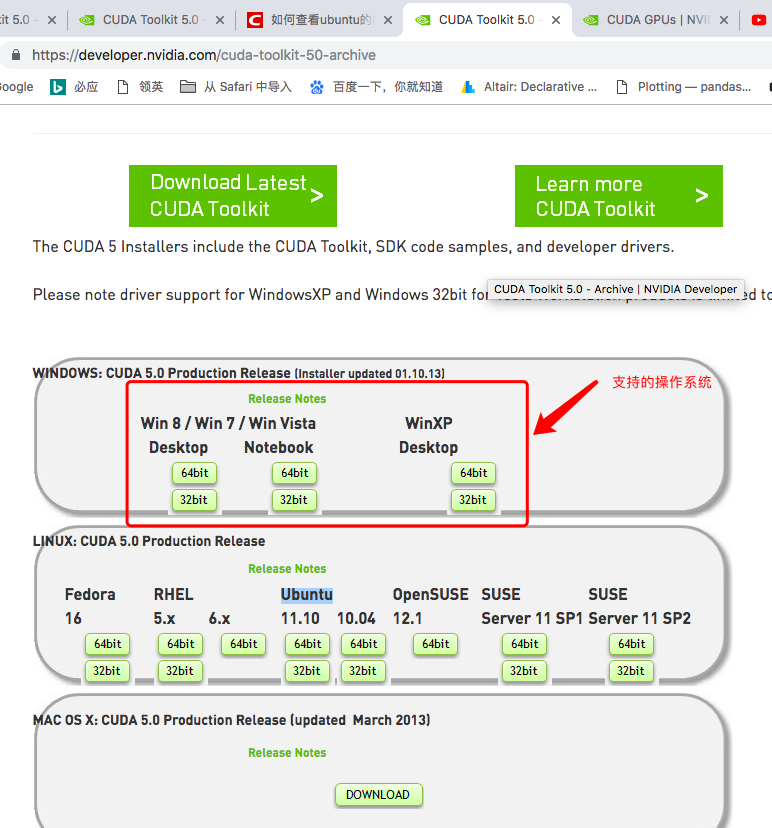 it 5.0 -
CUDA Toolkit 5.0 -
如何查看ubuntu的
CUDA Toolkit 5.0 -
CUDA GPUs | NVI
https://developer.nvidia.com/cuda-toolkit-50-archive
Google
必应
领英
从 Safari 中导入
百度一下，你就知道
Altair: Declarative ...
Plotting — pandas...
Download Latest
CUDA Toolkit
>
Learn more
CUDA Toolkit
>
The CUDA 5 Installers include the CUDA Toolkit, SDK code samples, and developer drivers.
Please note driver support for WindowsXP and Windows 32bit for Tesla Workstation products is limited to
CUDA Toolkit 5.0 - Archive | NVIDIA Developer
WINDOWS: CUDA 5.0 Production Release (Installer updated 01.10.13)
支持的操作系统
Release Notes
Win 8 / Win 7 / Win Vista WinXP
Desktop Notebook Desktop
64bit 64bit 64bit
32bit 32bit 32bit
LINUX: CUDA 5.0 Production Release
Release Notes
Fedora RHEL Ubuntu OpenSUSE SUSE SUSE
16 5.x 6.x 11.10 10.04 12.1 Server 11 SP1 Server 11 SP2
64bit 64bit 64bit 64bit 64bit 64bit 64bit 64bit
32bit 32bit 32bit 32bit 32bit 32bit
MAC OS X: CUDA 5.0 Production Release (updated March 2013)
Release Notes
DOWNLOAD